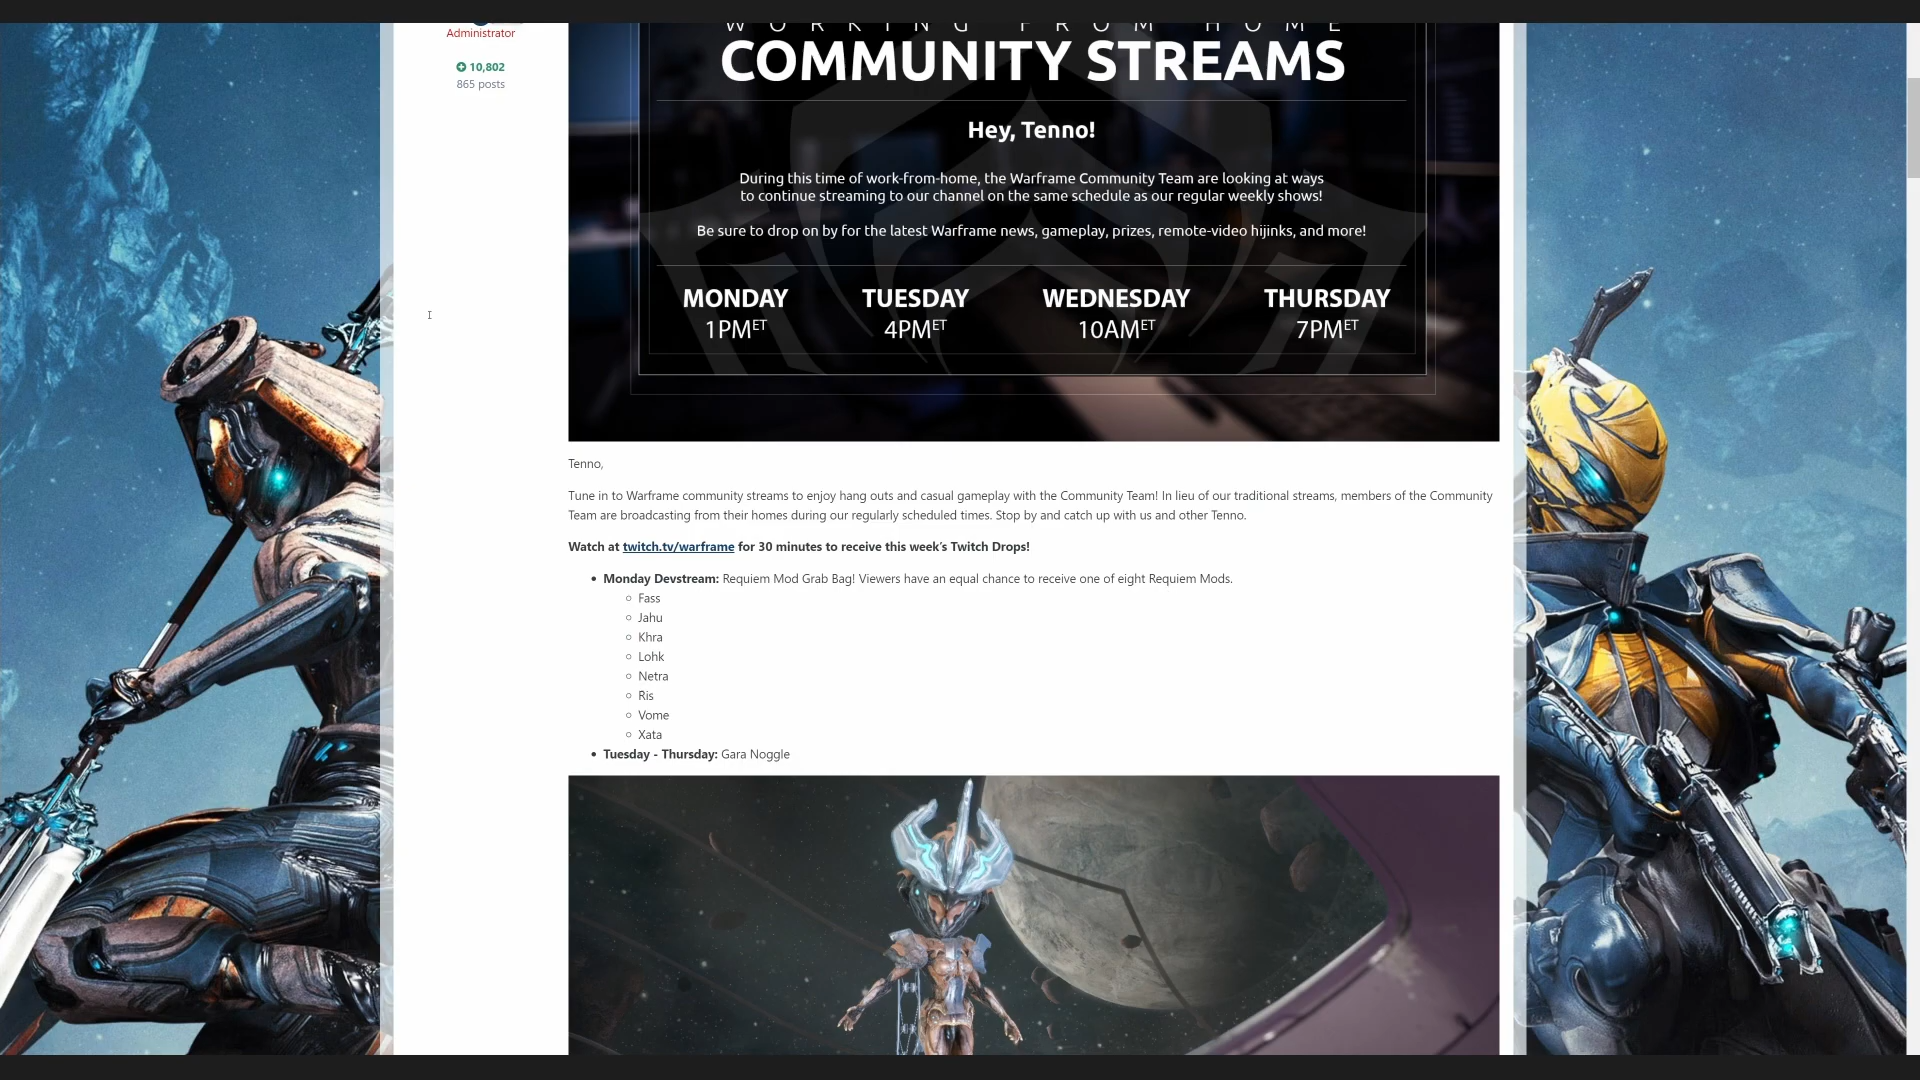 WORKING FROM HOME
Administrator
COMMUNITY STREAMS
10,802
865 posts
Hey, Tenno!
During this time of work-from-home, the Warframe Community Team are looking at ways
to continue streaming to our channel on the same schedule as our regular weekly shows!
Be sure to drop on by for the latest Warframe news, gameplay, prizes, remote-video hijinks, and more!
MONDAY TUESDAY WEDNESDAY THURSDAY
1PMET 4PMET 10AMET 7PMET
Tenno,
Tune in to Warframe community streams to enjoy hang outs and casual gameplay with the Community Team! In lieu of our traditional streams, members of the Community
Team are broadcasting from their homes during our regularly scheduled times. Stop by and catch up with us and other Tenno.
Watch at twitch.tv/warframe for 30 minutes to receive this week’s Twitch Drops!
• Monday Devstream: Requiem Mod Grab Bag! Viewers have an equal chance to receive one of eight Requiem Mods.
○ Fass
○ Jahu
○ Khra
○ Lohk
○ Netra
○ Ris
○ Vome
○ Xata
• Tuesday - Thursday: Gara Noggle